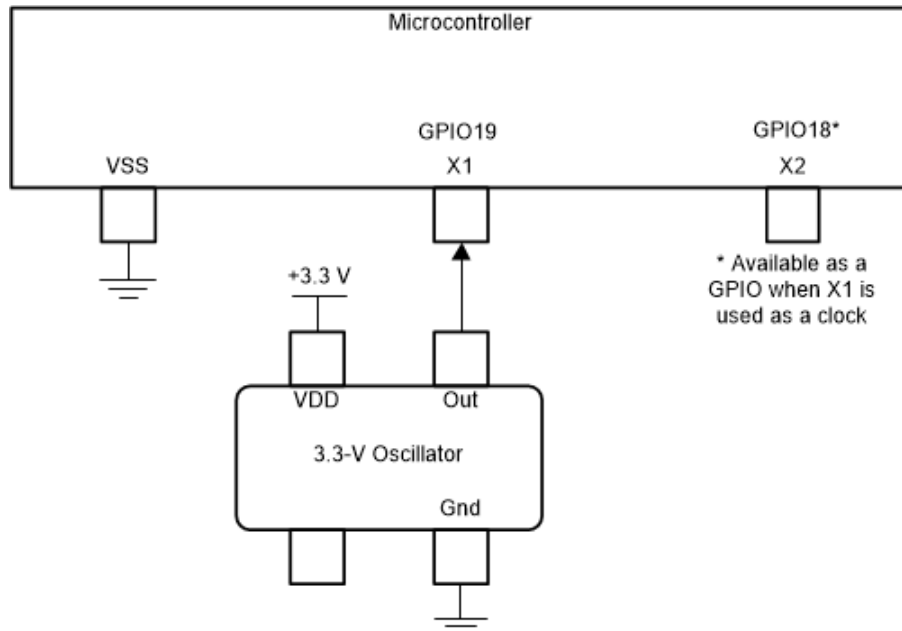 Microcontroller
GPIO19
GPIO18*
VSS
X1
X2
+3.3 V
* Available as a
GPIO when X1 is
used as a clock
VDD
Out
3.3-V Oscillator
Gnd